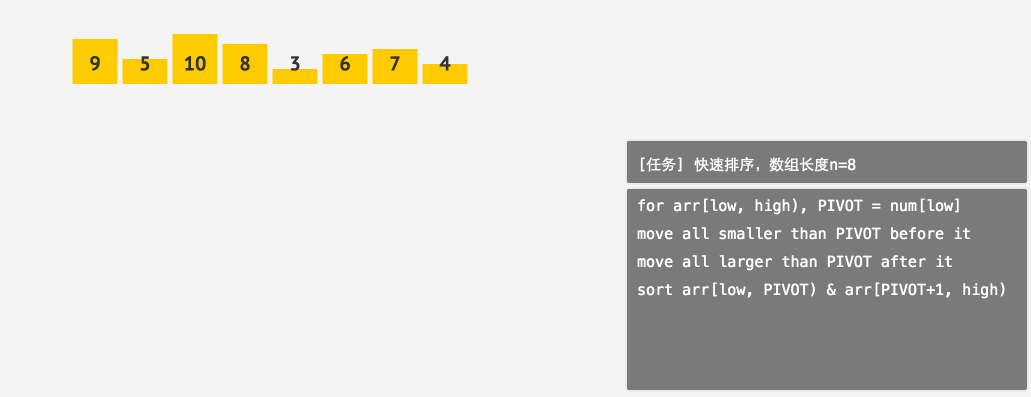 9 5 10 8 3 6 7 4
[任务] 快速排序，数组长度n=8
for arr[low, high), PIVOT = num[low]
move all smaller than PIVOT before it
move all larger than PIVOT after it
sort arr[low, PIVOT) & arr[PIVOT+1, high)